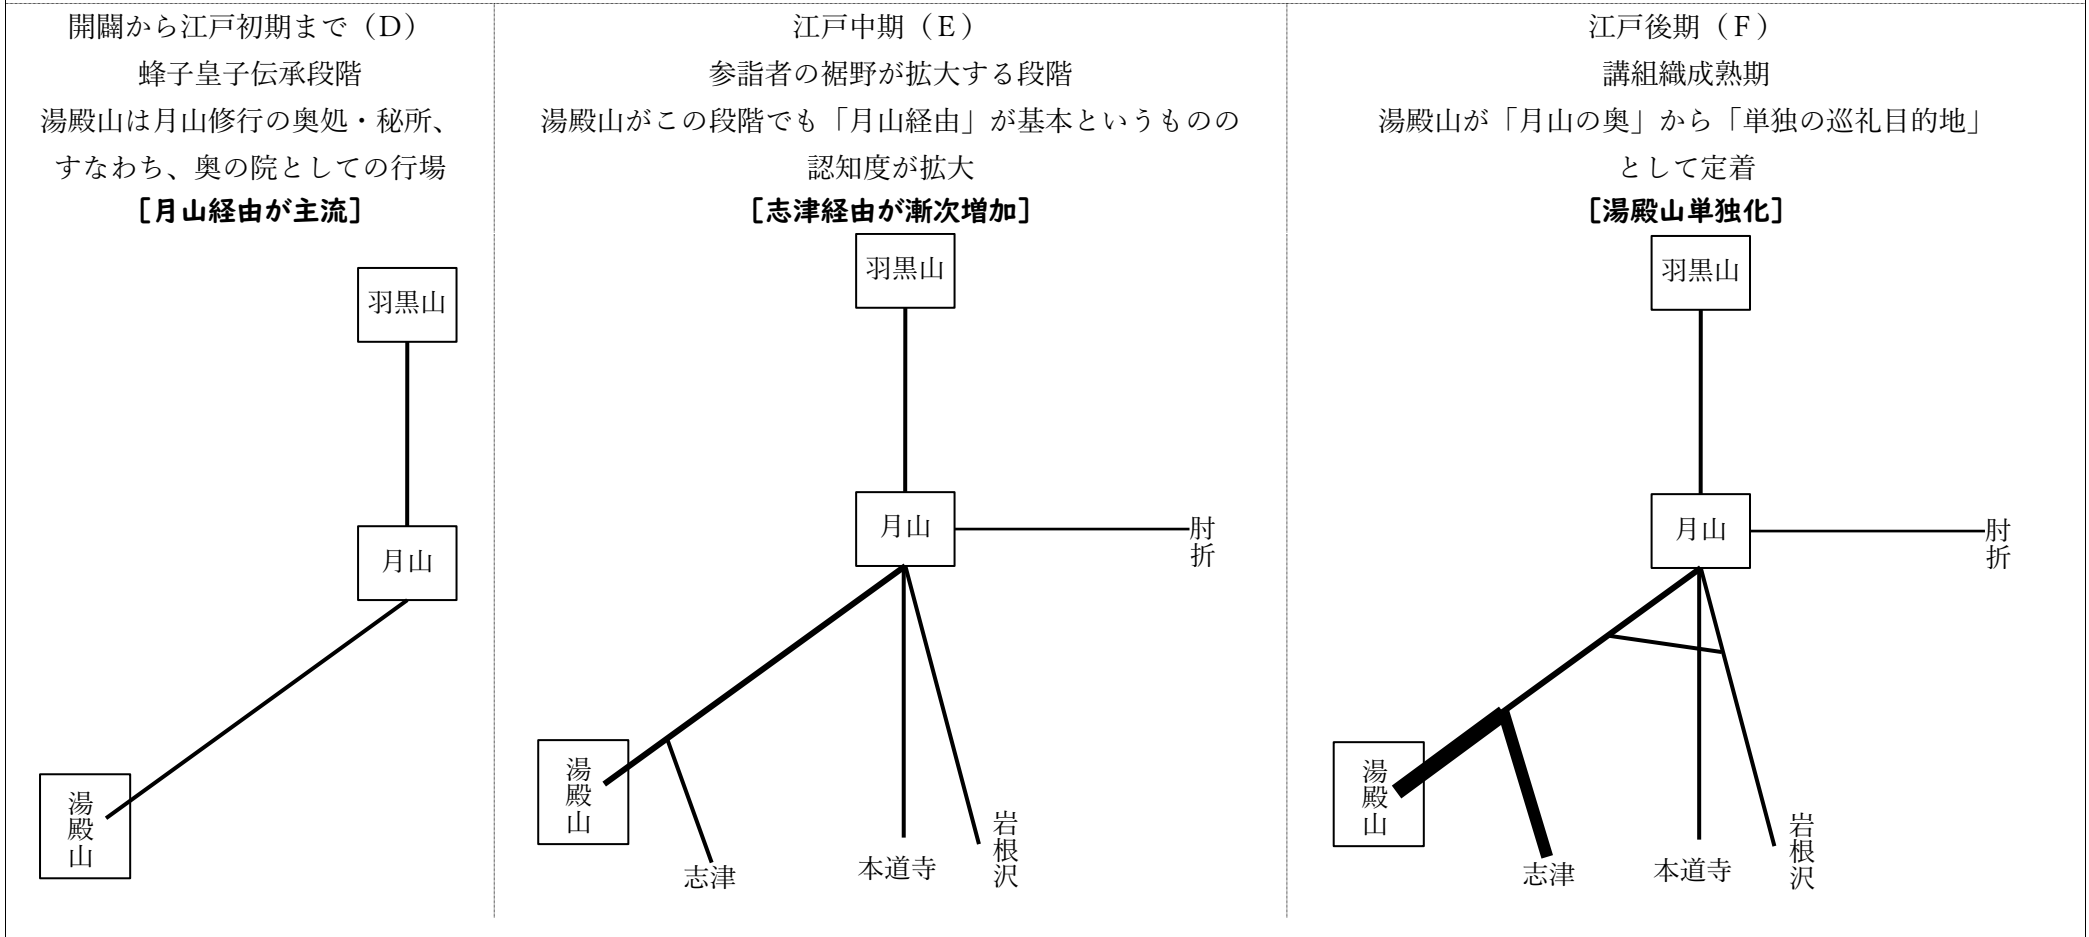 開闢から江戸初期まで（D）
蜂子皇子伝承段階
湯殿山は月山修行の奥処・秘所、
すなわち、奥の院としての行場
［月山経由が主流］
羽黒山
月山
湯殿山
江戸中期（E）
参詣者の裾野が拡大する段階
湯殿山がこの段階でも「月山経由」が基本というものの
認知度が拡大
［志津経由が漸次増加］
羽黒山
月山
肘折
湯殿山
志津
本道寺
岩根沢
江戸後期（F）
講組織成熟期
湯殿山が「月山の奥」から「単独の巡礼目的地」
として定着
［湯殿山単独化］
羽黒山
月山
肘折
湯殿山
志津
本道寺
岩根沢